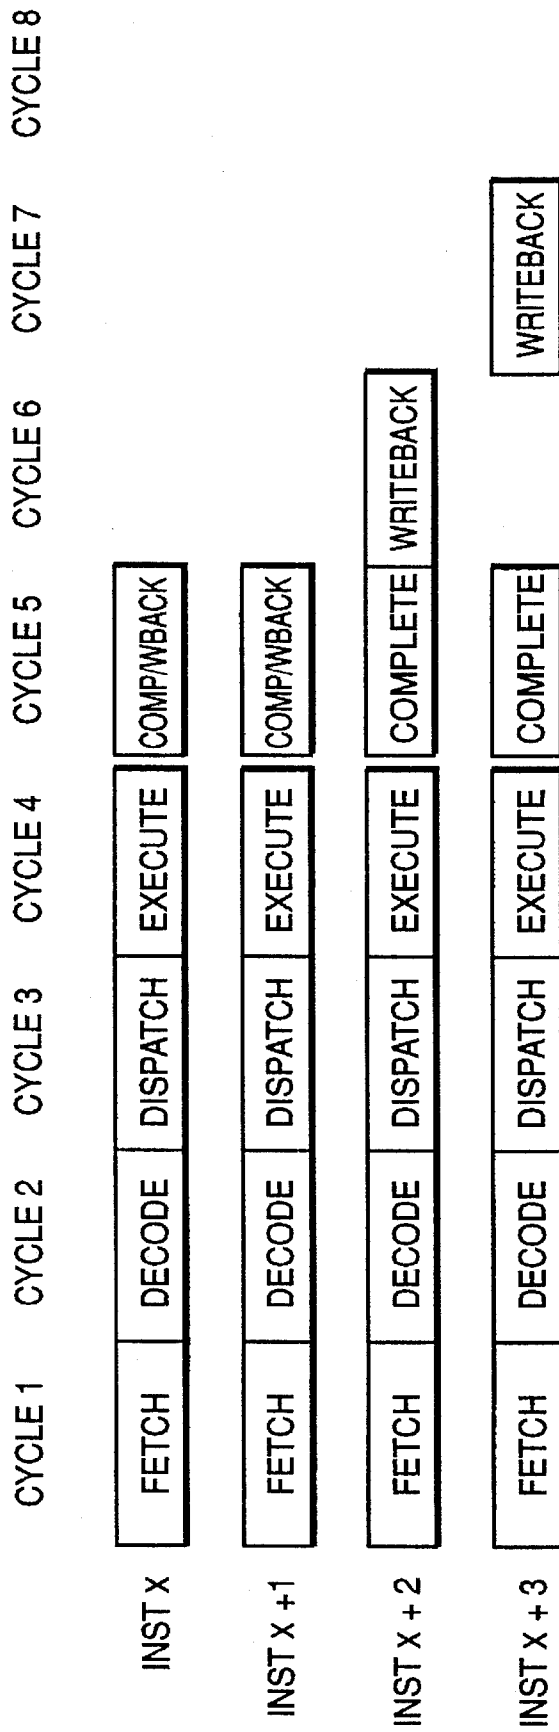 CYCLE 1 CYCLE 2 CYCLE 3 CYCLE 4 CYCLE 5 CYCLE 6 CYCLE 7 CYCLE 8
INST X FETCH DECODE DISPATCH EXECUTE COMP/WBACK
INST X +1 FETCH DECODE DISPATCH EXECUTE COMP/WBACK
INST X + 2 FETCH DECODE DISPATCH EXECUTE COMPLETE WRITEBACK
INST X + 3 FETCH DECODE DISPATCH EXECUTE COMPLETE WRITEBACK